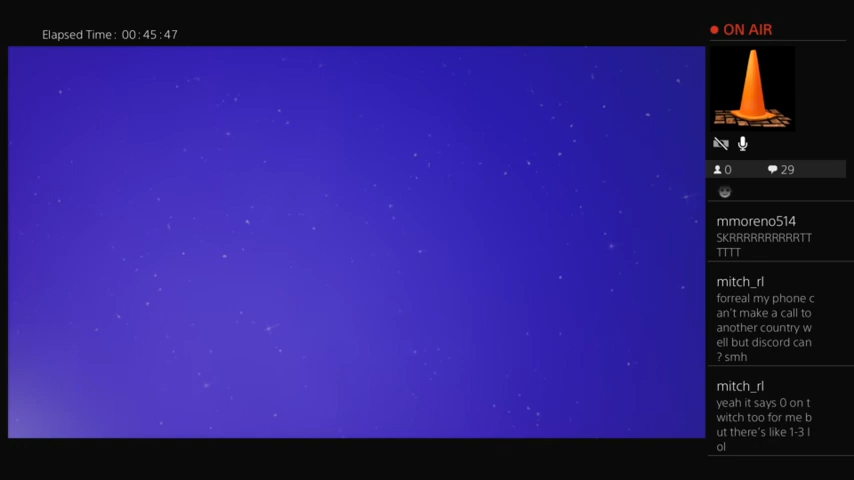 Elapsed Time: 00:45:47
ON AIR
0
29
mmoreno514
SKRRRRRRRRRRTT
TTTT
mitch_rl
forreal my phone c
an't make a call to
another country w
ell but discord can
? smh
mitch_rl
yeah it says 0 on t
witch too for me b
ut there's like 1-3 l
ol